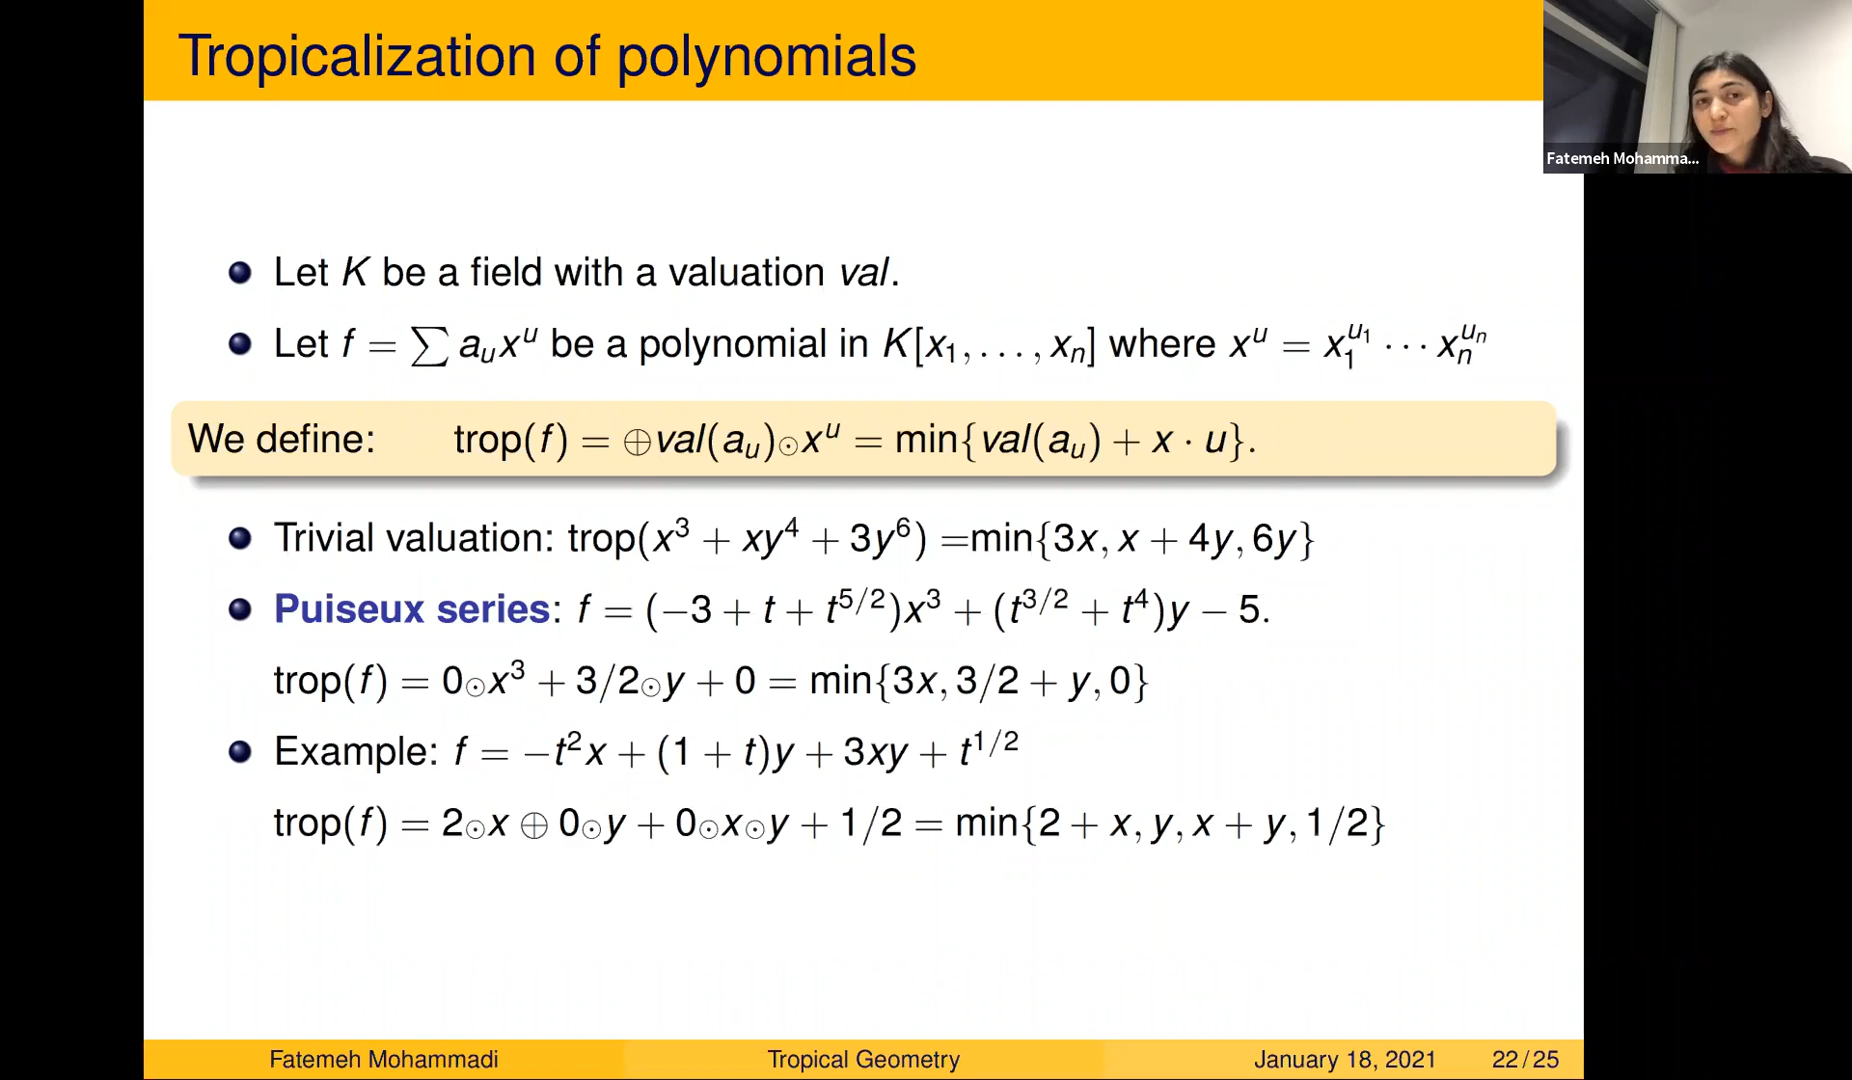 Tropicalization of polynomials
Fatemeh Mohamma...
Let K be a field with a valuation val.
Let f = ∑ a_u x^u be a polynomial in K[x_1, . . . , x_n] where x^u = x_1^{u_1} · · · x_n^{u_n}
We define: trop(f) = ⊕val(a_u)⊙x^u = min{val(a_u) + x · u}.
Trivial valuation: trop(x^3 + xy^4 + 3y^6) =min{3x, x + 4y, 6y}
Puiseux series: f = (−3 + t + t^{5/2})x^3 + (t^{3/2} + t^4)y − 5.
trop(f) = 0⊙x^3 + 3/2⊙y + 0 = min{3x, 3/2 + y, 0}
Example: f = −t^2x + (1 + t)y + 3xy + t^{1/2}
trop(f) = 2⊙x ⊕ 0⊙y + 0⊙x⊙y + 1/2 = min{2 + x, y, x + y, 1/2}
Fatemeh Mohammadi Tropical Geometry January 18, 2021 22/25